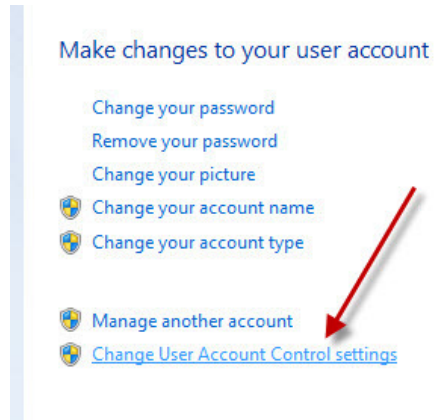 Make changes to your user account
Change your password
Remove your password
Change your picture
Change your account name
Change your account type
Manage another account
Change User Account Control settings